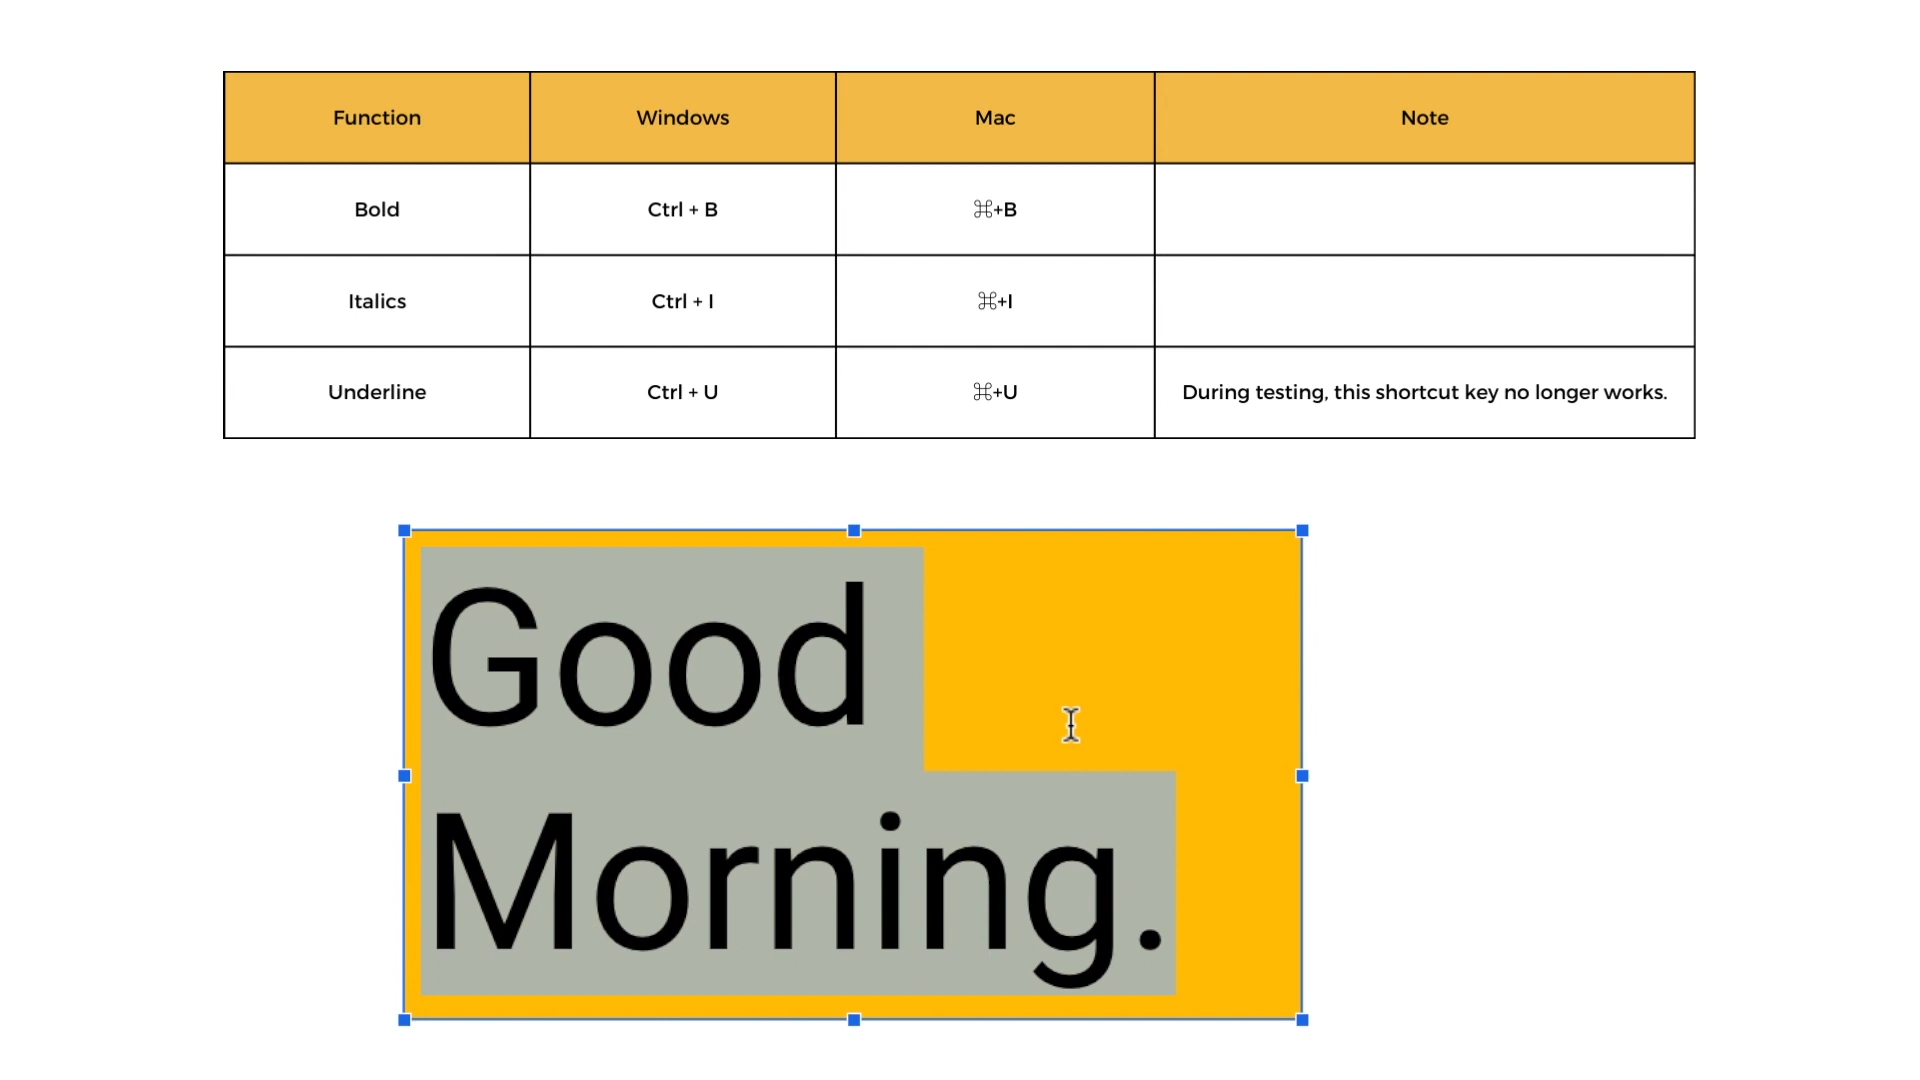 Function Windows Mac Note
Bold Ctrl + B ⌘+B
Italics Ctrl + I ⌘+I
Underline Ctrl + U ⌘+U During testing, this shortcut key no longer works.
Good
Morning.